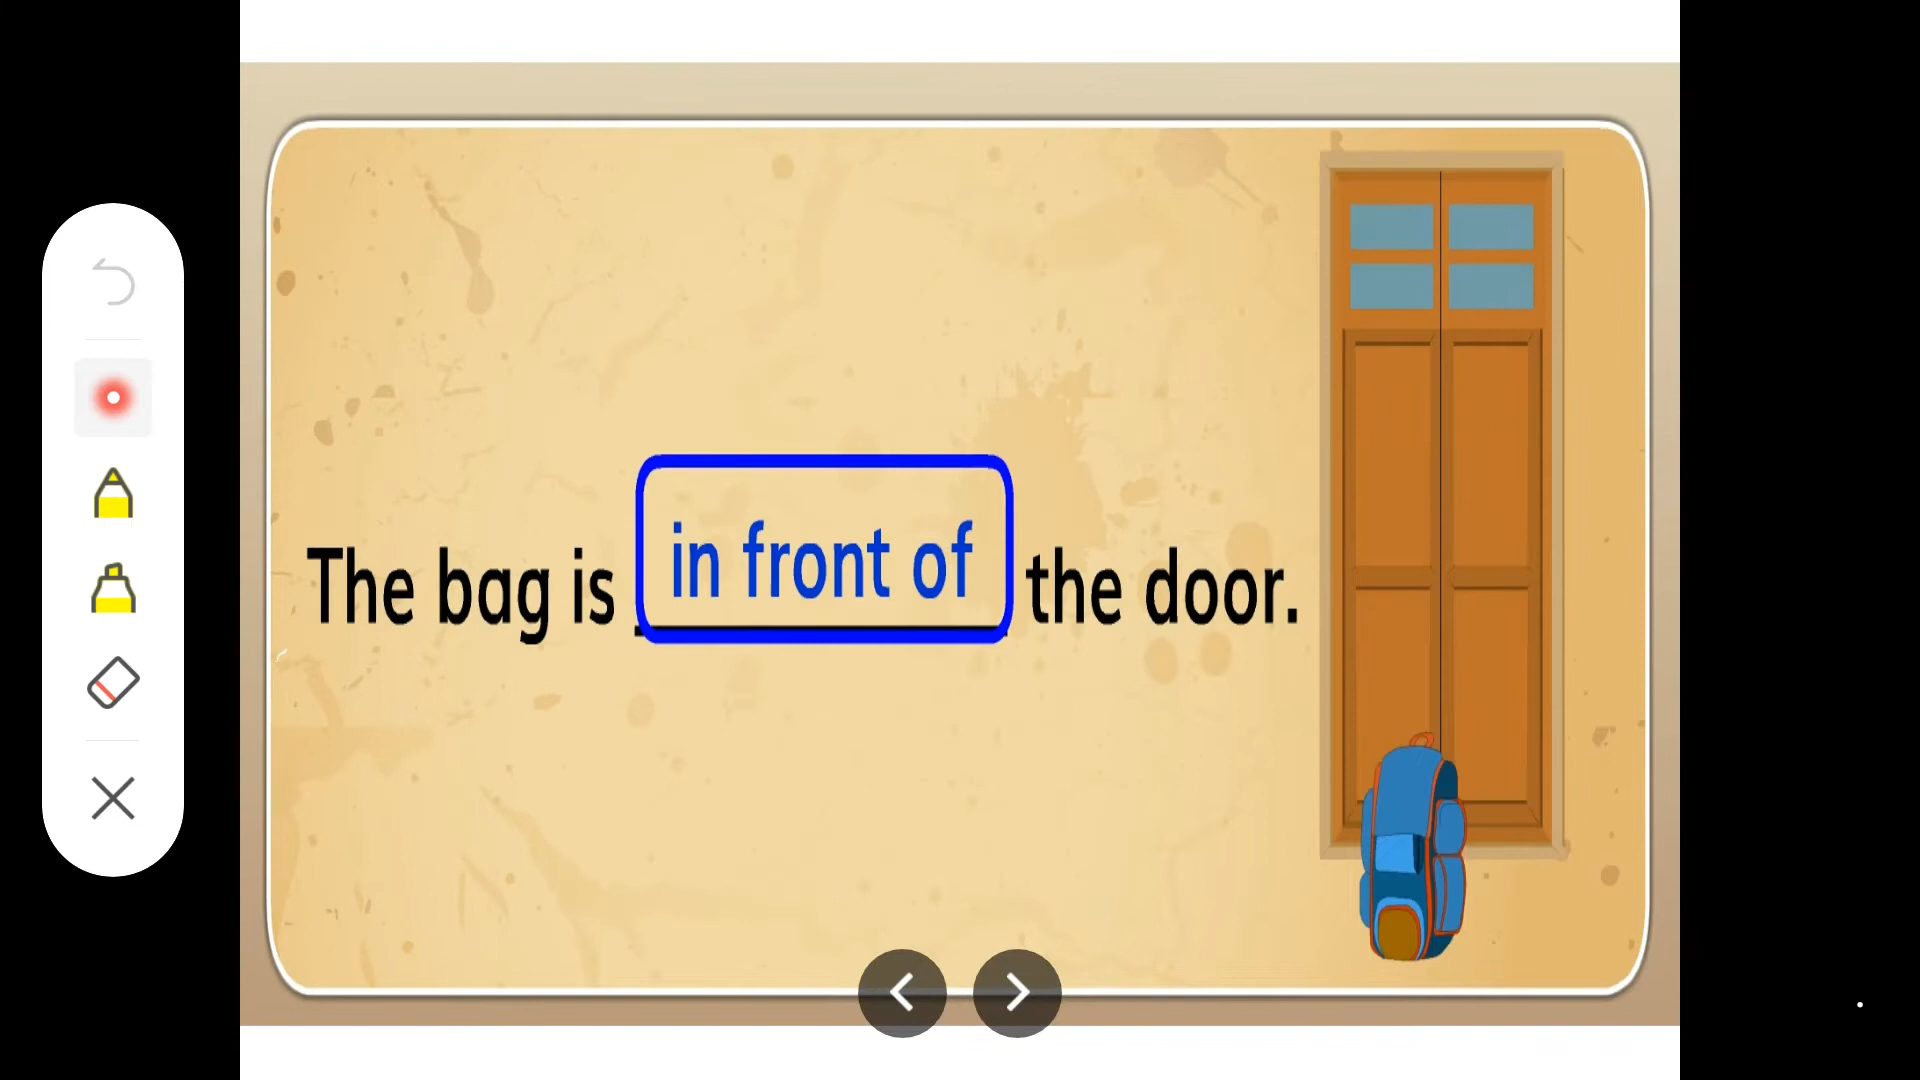 The bag is in front of the door.